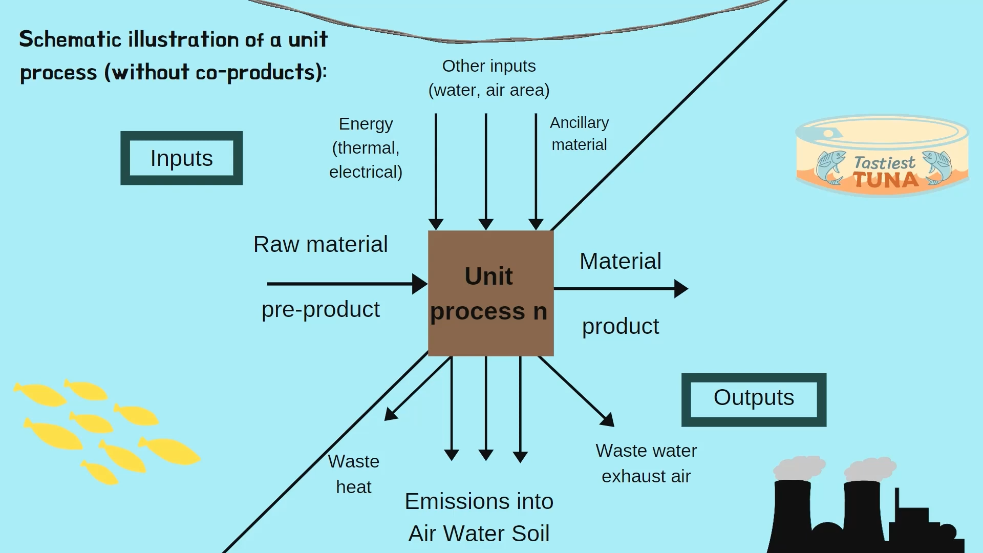 Schematic illustration of a unit
process (without co-products):
Other inputs
(water, air area)
Energy
(thermal,
electrical)
Ancillary
material
Inputs
Tastiest
TUNA
Raw material
pre-product
Unit
process n
Material
product
Outputs
Waste
heat
Emissions into
Air Water Soil
Waste water
exhaust air